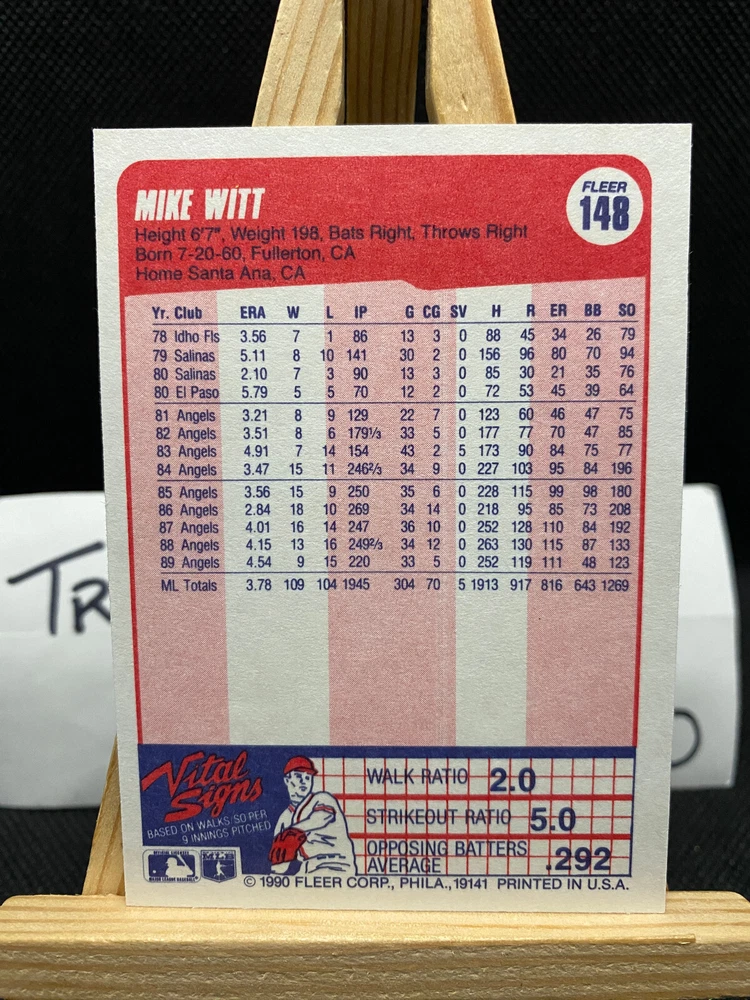 MIKE WITT
FLEER
148
Height 6'7", Weight 198, Bats Right, Throws Right
Born 7-20-60, Fullerton, CA
Home Santa Ana, CA
Yr. Club ERA W L IP G CG SV H R ER BB SO
78 Idho Fls 3.56 7 1 86 13 3 0 88 45 34 26 79
79 Salinas 5.11 8 10 141 30 2 0 156 96 80 70 94
80 Salinas 2.10 7 3 90 13 3 0 85 30 21 35 76
80 El Paso 5.79 5 5 70 12 2 0 72 53 45 39 64
81 Angels 3.21 8 9 129 22 7 0 123 60 46 47 75
82 Angels 3.51 8 6 179⅓ 33 5 0 177 77 70 47 85
83 Angels 4.91 7 14 154 43 2 5 173 90 84 75 77
84 Angels 3.47 15 11 246⅔ 34 9 0 227 103 95 84 196
85 Angels 3.56 15 9 250 35 6 0 228 115 99 98 180
86 Angels 2.84 18 10 269 34 14 0 218 95 85 73 208
87 Angels 4.01 16 14 247 36 10 0 252 128 110 84 192
88 Angels 4.15 13 16 249⅔ 34 12 0 263 130 115 87 133
89 Angels 4.54 9 15 220 33 5 0 252 119 111 48 123
ML Totals 3.78 109 104 1945 304 70 5 1913 917 816 643 1269
TR
Vital Signs
BASED ON WALKS, SO PER
9 INNINGS PITCHED
WALK RATIO 2.0
STRIKEOUT RATIO 5.0
OPPOSING BATTERS
AVERAGE .292
© 1990 FLEER CORP., PHILA., 19141 PRINTED IN U.S.A.